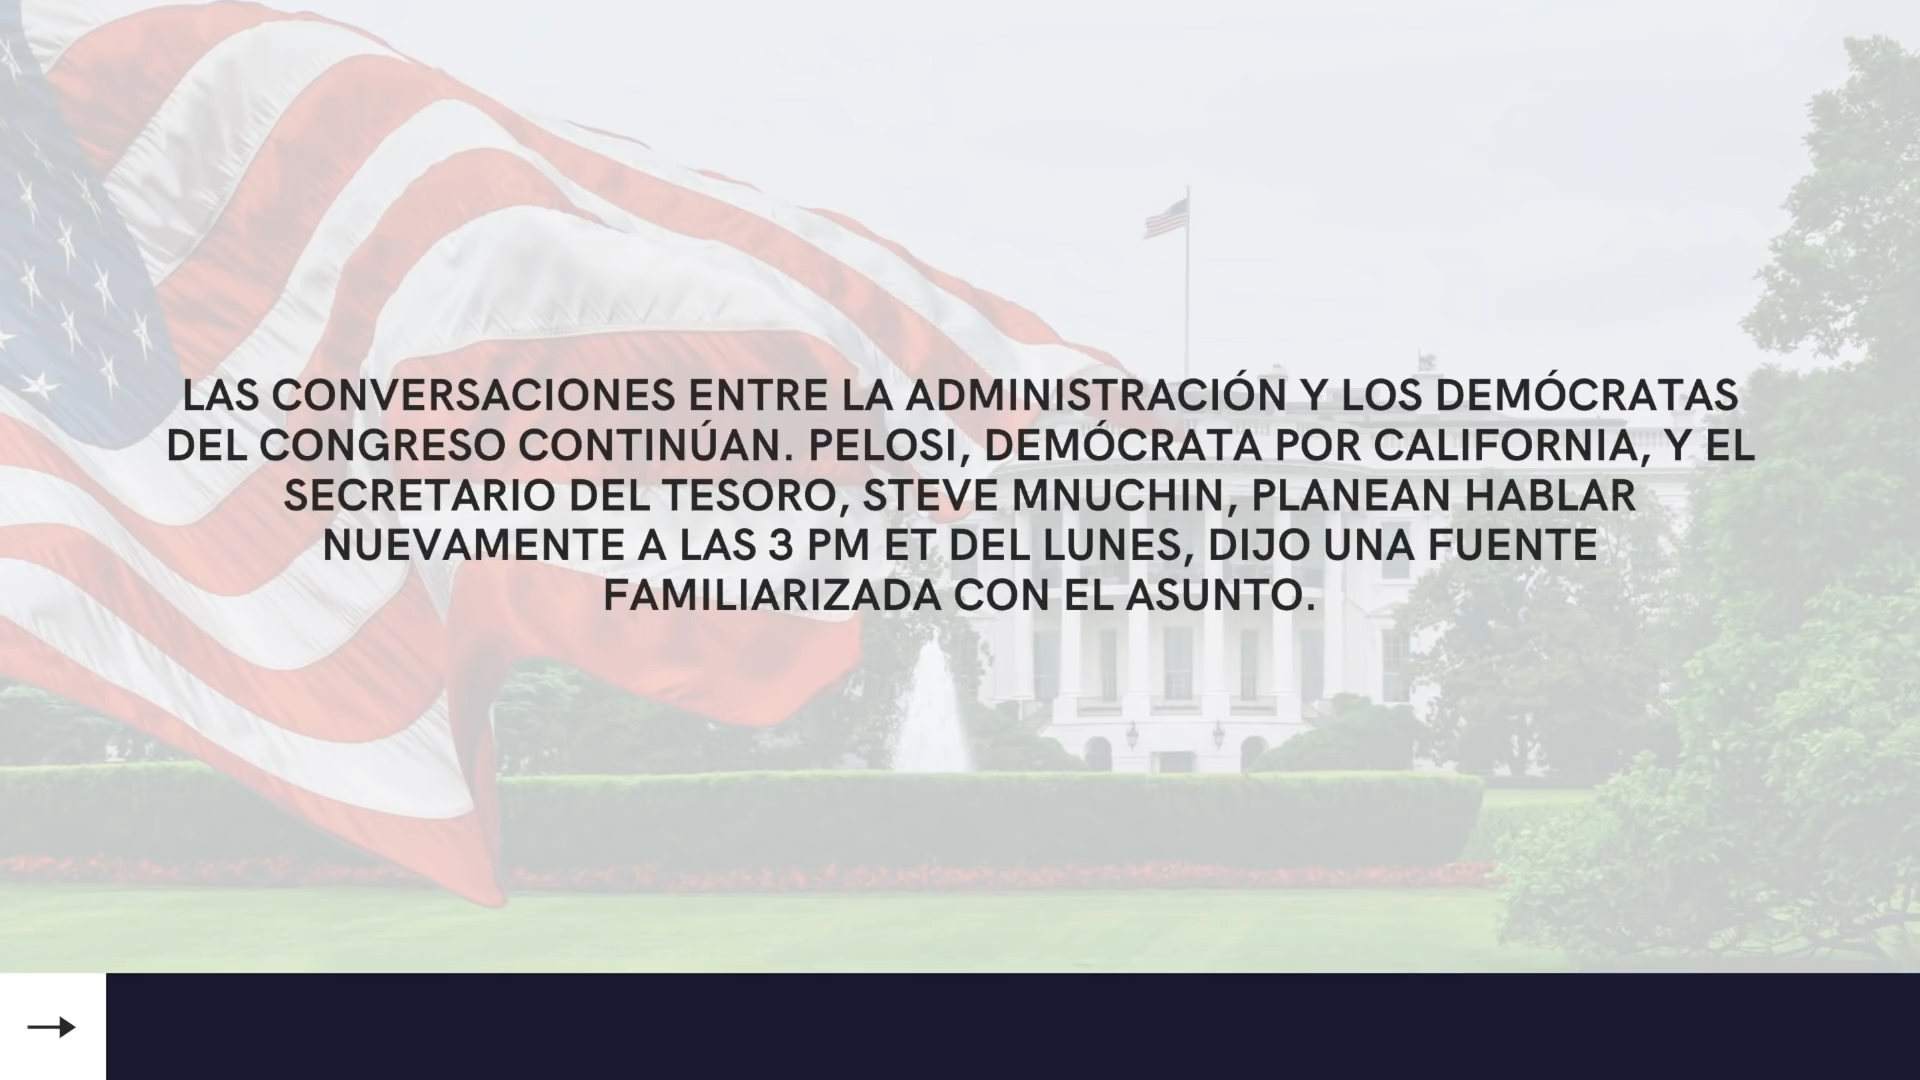 LAS CONVERSACIONES ENTRE LA ADMINISTRACIÓN Y LOS DEMÓCRATAS
DEL CONGRESO CONTINÚAN. PELOSI, DEMÓCRATA POR CALIFORNIA, Y EL
SECRETARIO DEL TESORO, STEVE MNUCHIN, PLANEAN HABLAR
NUEVAMENTE A LAS 3 PM ET DEL LUNES, DIJO UNA FUENTE
FAMILIARIZADA CON EL ASUNTO.